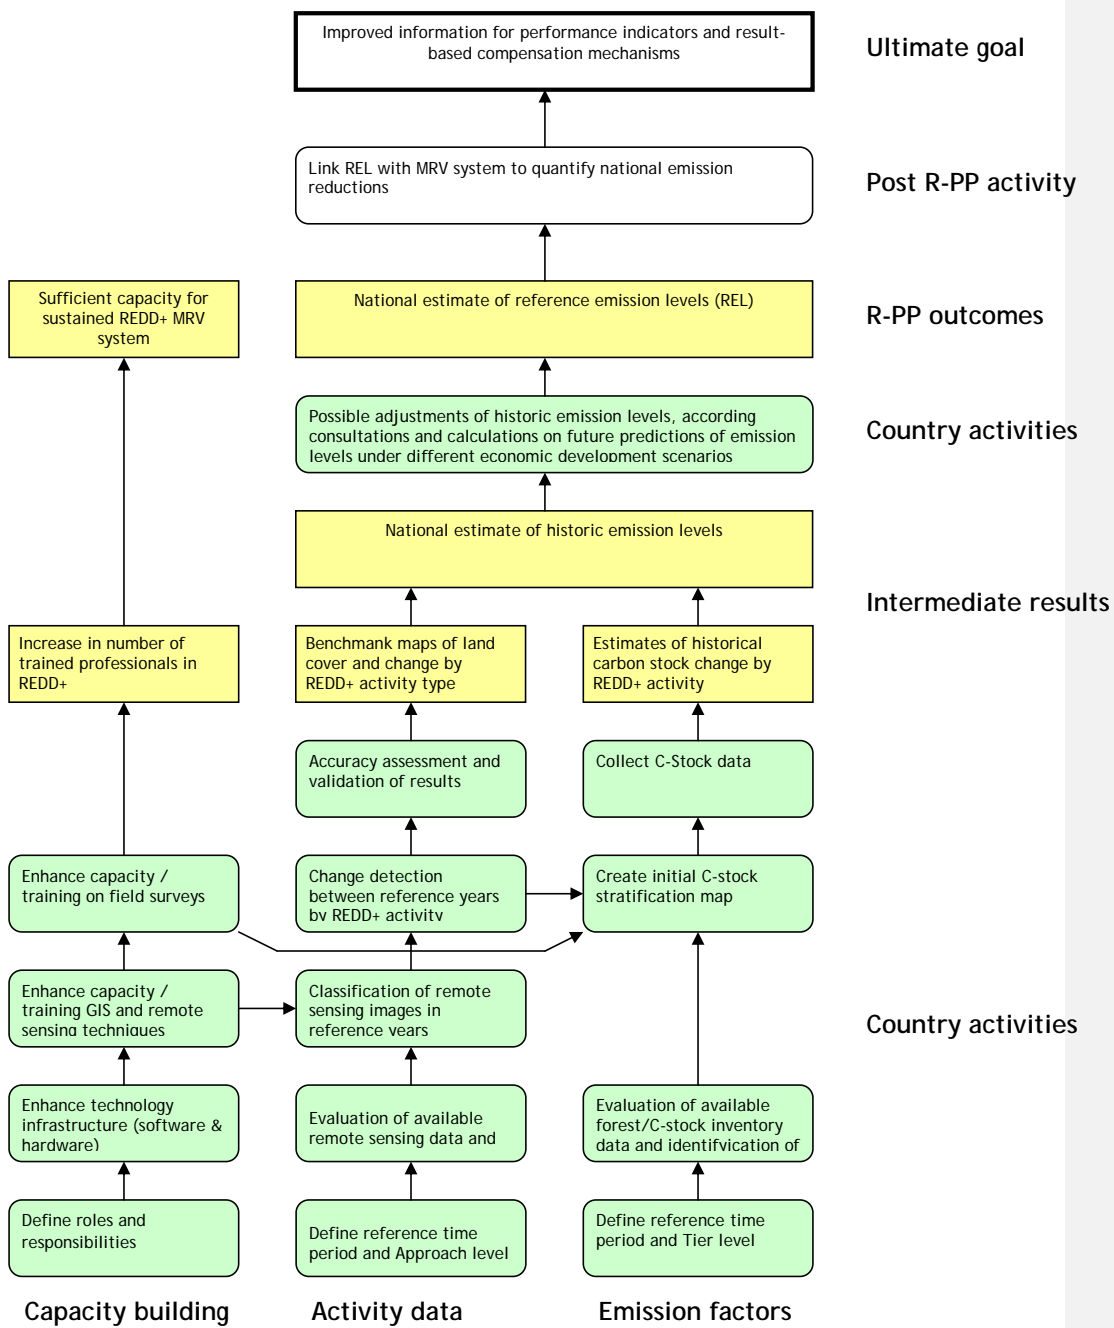 Improved information for performance indicators and result-
based compensation mechanisms
Ultimate goal
Link REL with MRV system to quantify national emission
reductions
Post R-PP activity
Sufficient capacity for
sustained REDD+ MRV
system
National estimate of reference emission levels (REL)
R-PP outcomes
Possible adjustments of historic emission levels, according
consultations and calculations on future predictions of emission
levels under different economic development scenarios
Country activities
National estimate of historic emission levels
Intermediate results
Increase in number of
trained professionals in
REDD+
Benchmank maps of land
cover and change by
REDD+ activity type
Estimates of historical
carbon stock change by
REDD+ activity
Accuracy assessment and
validation of results
Collect C-Stock data
Enhance capacity /
training on field surveys
Change detection
between reference years
by REDD+ activity
Create initial C-stock
stratification map
Enhance capacity /
training GIS and remote
sensing techniques
Classification of remote
sensing images in
reference years
Country activities
Enhance technology
infrastructure (software &
hardware)
Evaluation of available
remote sensing data and
Evaluation of available
forest/C-stock inventory
data and identifvication of
Define roles and
responsibilities
Define reference time
period and Approach level
Define reference time
period and Tier level
Capacity building
Activity data
Emission factors